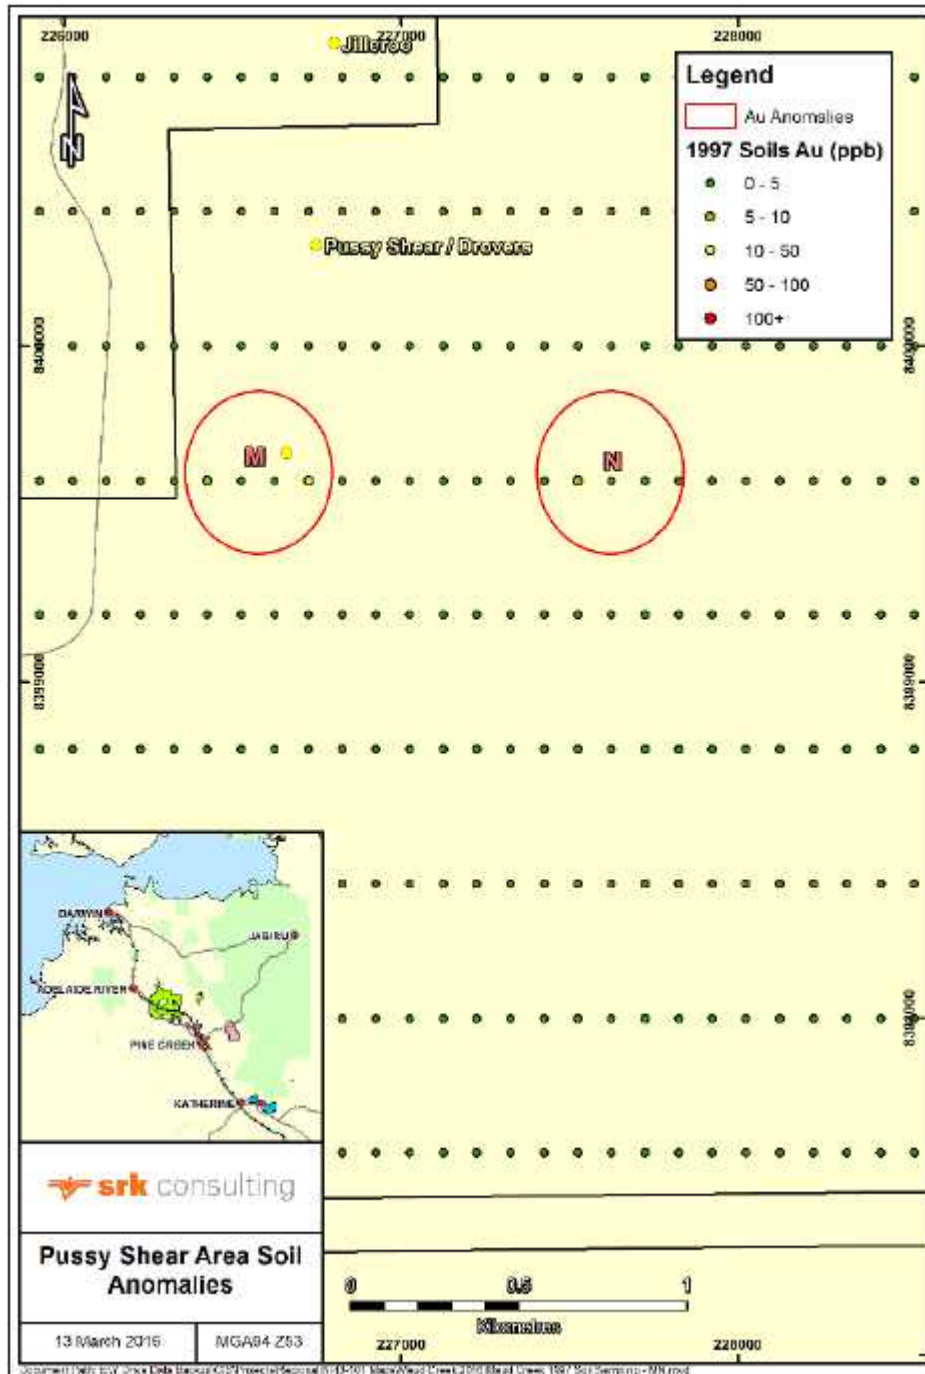 226000
227000
228000
Jilleroo
Legend
Au Anomalies
1997 Soils Au (ppb)
0 - 5
5 - 10
10 - 50
50 - 100
100+
N
Pussy Shear / Drovers
8400000
8400000
M
N
8399000
8399000
DARWIN
JABIRU
ADELAIDE RIVER
PINE CREEK
8398000
KATHERINE
srk consulting
Pussy Shear Area Soil
Anomalies
0 0.5 1
Kilometres
13 March 2016
MGA94 Z53
227000
228000